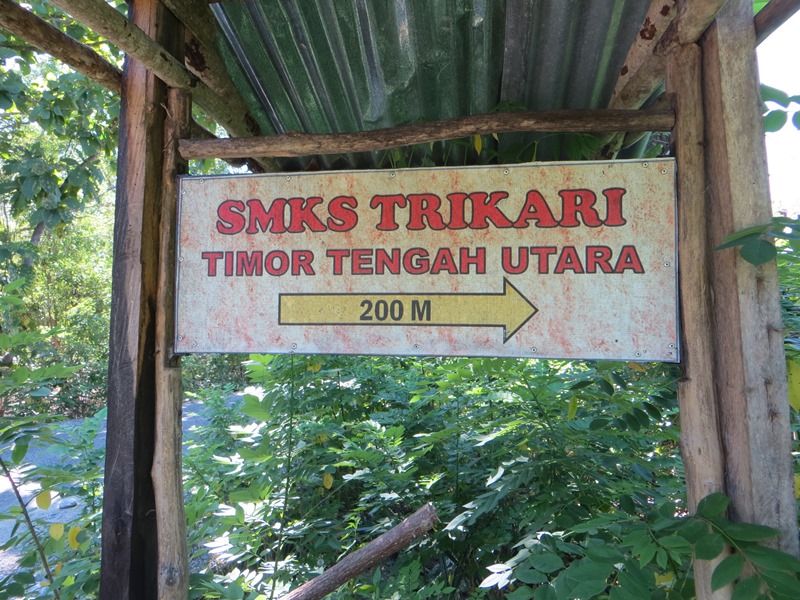 SMKS TRIKARI
TIMOR TENGAH UTARA
200 M